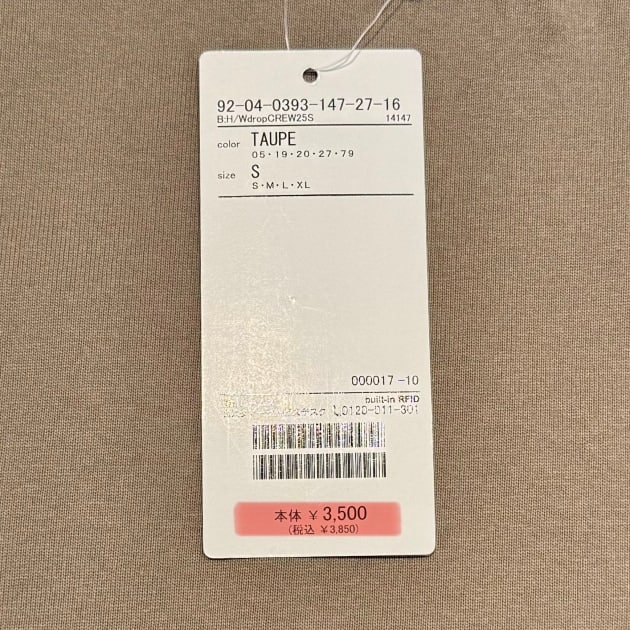 92-04-0393-147-27-16
B:H/WdropCREW25S 14147
color TAUPE
05・19・20・27・79
size S
S・M・L・XL
000017 -10
built-in RFID
0120-011-301
本体 ¥ 3,500
(税込 ¥3,850)